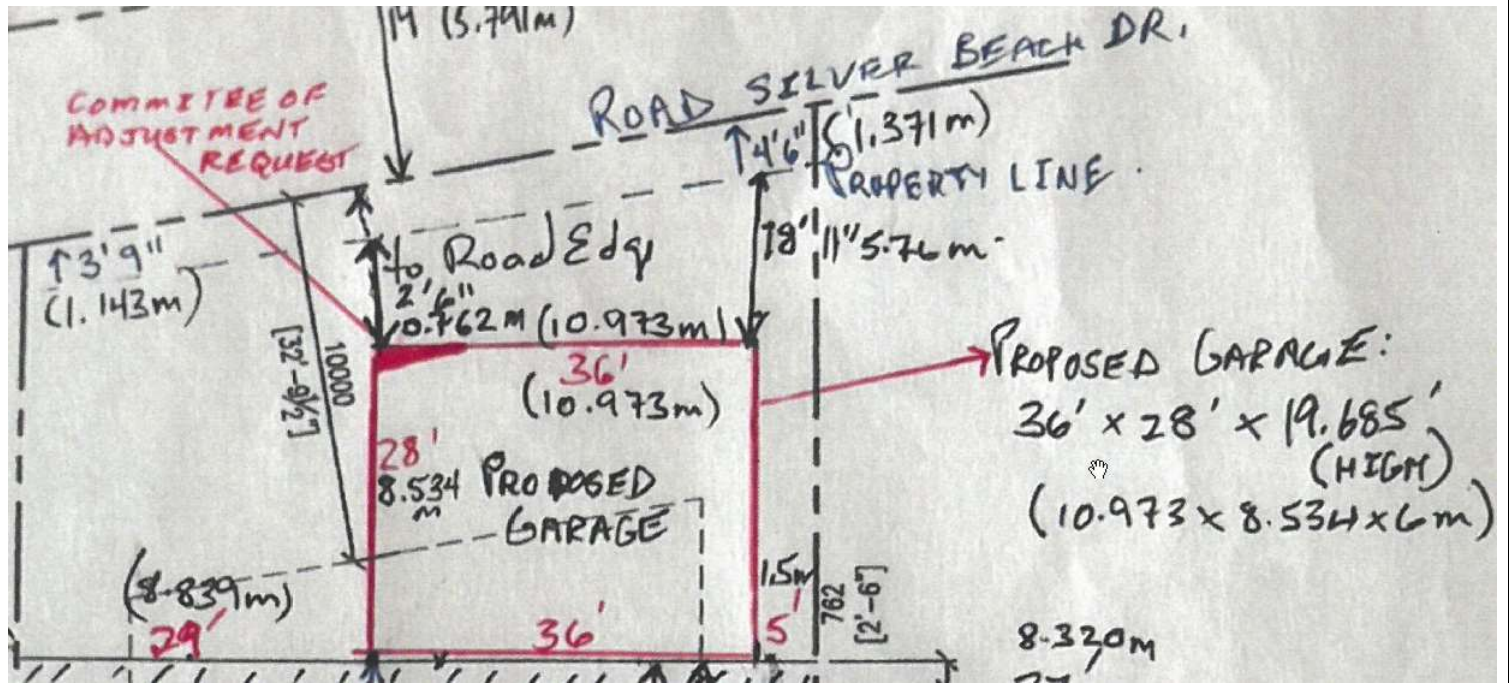 19 (5.791m)
ROAD SILVER BEACH DR.
COMMITEE OF
ADJUSTMENT
REQUEST
↑4'6" (1.371m)
PROPERTY LINE.
↑3'9"
(1.143m)
to Road Edg
2'6"
0.762M (10.973m)
18'11" 5.76m
10000
[32'-9½"]
36'
(10.973m)
28'
8.534
m
PROPOSED
GARAGE
PROPOSED GARAGE:
36' × 28' × 19.685'
(HIGH)
(10.973 × 8.534 × 6m)
(8.839m)
29'
36'
1.5m
5'
762
[2'-6"]
8.320m